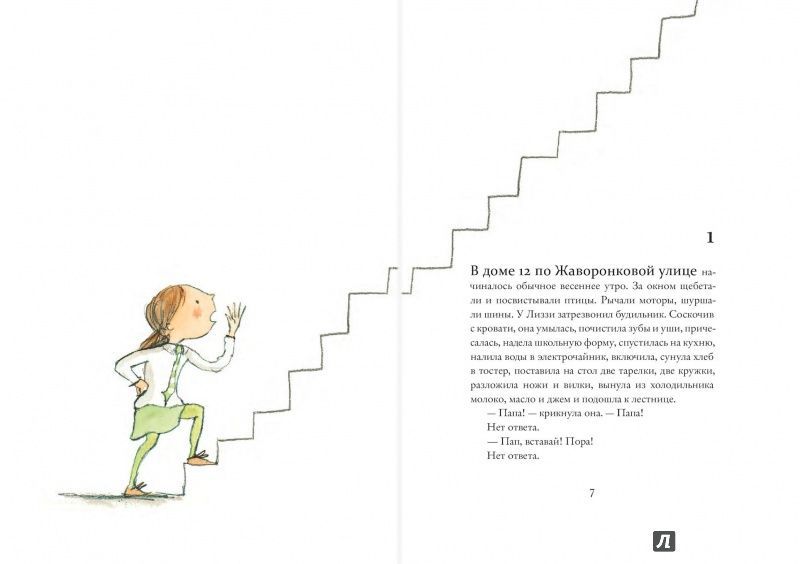 1
В доме 12 по Жаворонковой улице на-
чиналось обычное весеннее утро. За окном щебета-
ли и посвистывали птицы. Рычали моторы, шурша-
ли шины. У Лиззи затрезвонил будильник. Соскочив
с кровати, она умылась, почистила зубы и уши, приче-
салась, надела школьную форму, спустилась на кухню,
налила воды в электрочайник, включила, сунула хлеб
в тостер, поставила на стол две тарелки, две кружки,
разложила ножи и вилки, вынула из холодильника
молоко, масло и джем и подошла к лестнице.
— Папа! — крикнула она. — Папа!
Нет ответа.
— Пап, вставай! Пора!
Нет ответа.
7
Л